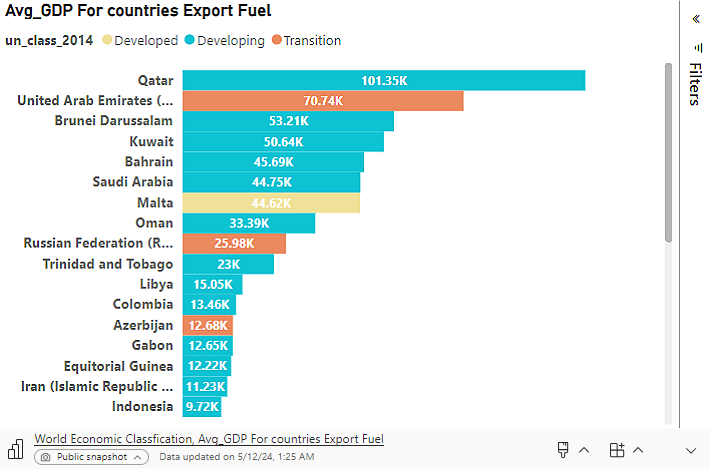 Avg_GDP For countries Export Fuel
un_class_2014 Developed Developing Transition
Qatar 101.35K
United Arab Emirates (... 70.74K
Brunei Darussalam 53.21K
Kuwait 50.64K
Bahrain 45.69K
Saudi Arabia 44.75K
Malta 44.62K
Oman 33.39K
Russian Federation (R... 25.98K
Trinidad and Tobago 23K
Libya 15.05K
Colombia 13.46K
Azerbijan 12.68K
Gabon 12.65K
Equitorial Guinea 12.22K
Iran (Islamic Republic ... 11.23K
Indonesia 9.72K
Filters
World Economic Classfication, Avg_GDP For countries Export Fuel
Public snapshot Data updated on 5/12/24, 1:25 AM